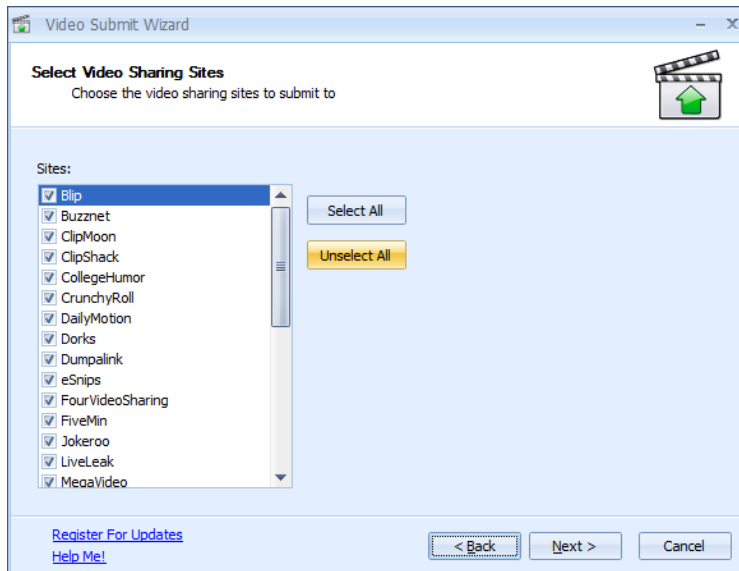 Video Submit Wizard
Select Video Sharing Sites
Choose the video sharing sites to submit to
Sites:
Blip
Buzznet
ClipMoon
ClipShack
CollegeHumor
CrunchyRoll
DailyMotion
Dorks
Dumpalink
eSnips
FourVideoSharing
FiveMin
Jokeroo
LiveLeak
MegaVideo
Select All
Unselect All
Register For Updates
Help Me!
< Back
Next >
Cancel